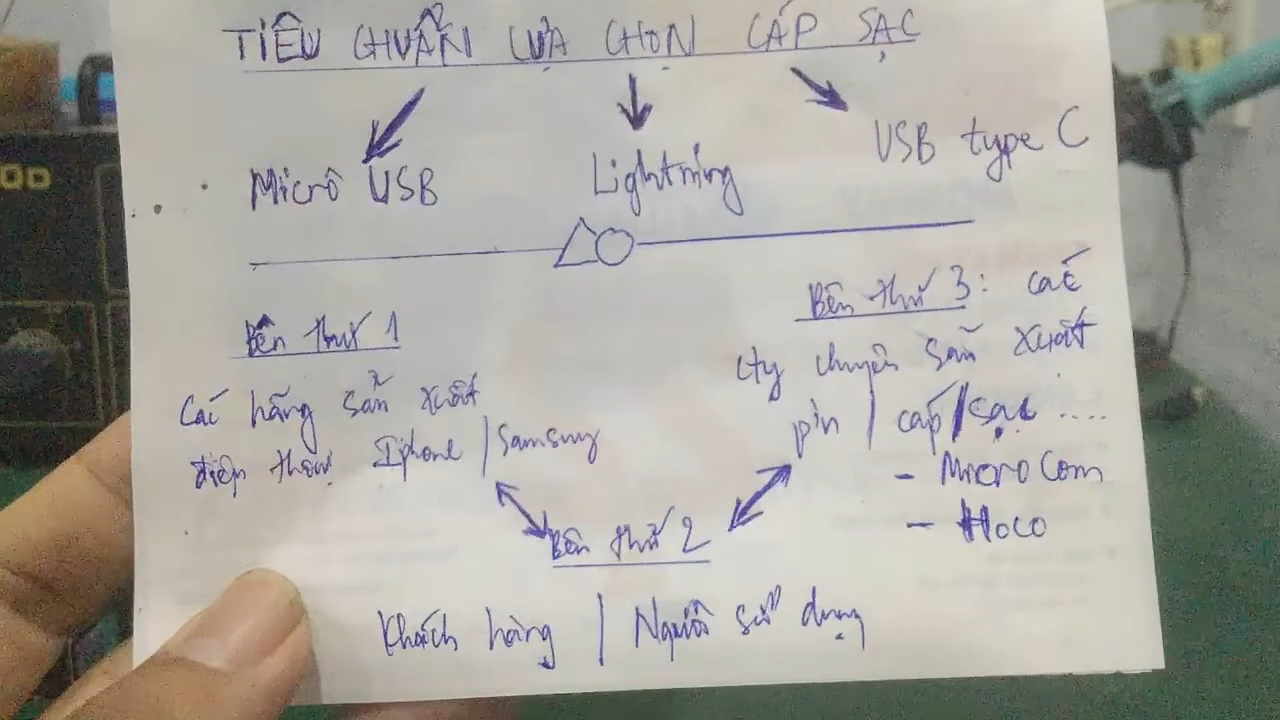 TIÊU CHUẨN LỰA CHỌN CÁP SẠC
Micrô USB
Lightning
USB type C
Bên thứ 1
Các hãng sản xuất
điện thoại Iphone / Samsung
Bên thứ 3: các
cty chuyên sản xuất
pin / cáp / sạc ....
- MicroCom
- Hoco
Bên thứ 2
Khách hàng / Người sử dụng